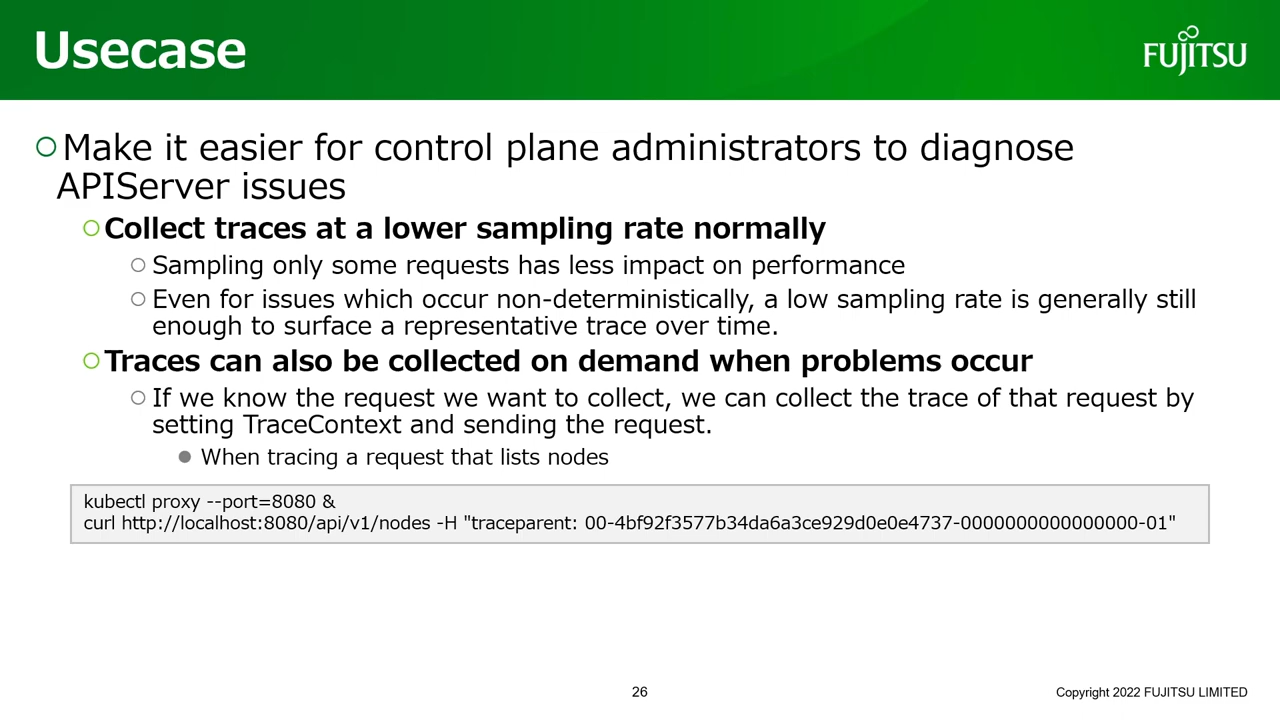 Usecase
FUJITSU
Make it easier for control plane administrators to diagnose
APIServer issues
Collect traces at a lower sampling rate normally
Sampling only some requests has less impact on performance
Even for issues which occur non-deterministically, a low sampling rate is generally still
enough to surface a representative trace over time.
Traces can also be collected on demand when problems occur
If we know the request we want to collect, we can collect the trace of that request by
setting TraceContext and sending the request.
When tracing a request that lists nodes
kubectl proxy --port=8080 &
curl http://localhost:8080/api/v1/nodes -H "traceparent: 00-4bf92f3577b34da6a3ce929d0e0e4737-0000000000000000-01"
26
Copyright 2022 FUJITSU LIMITED